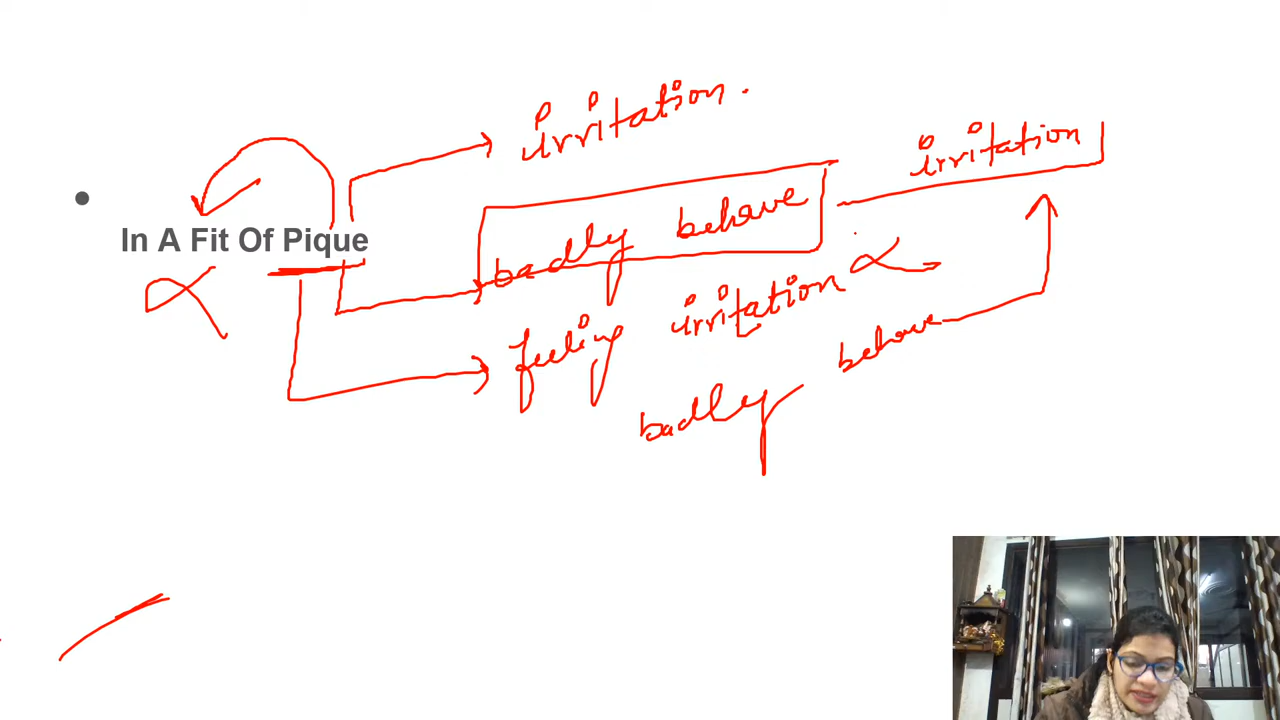 irritation.
irritation
badly behave
In A Fit Of Pique
feeling irritation
badly behave